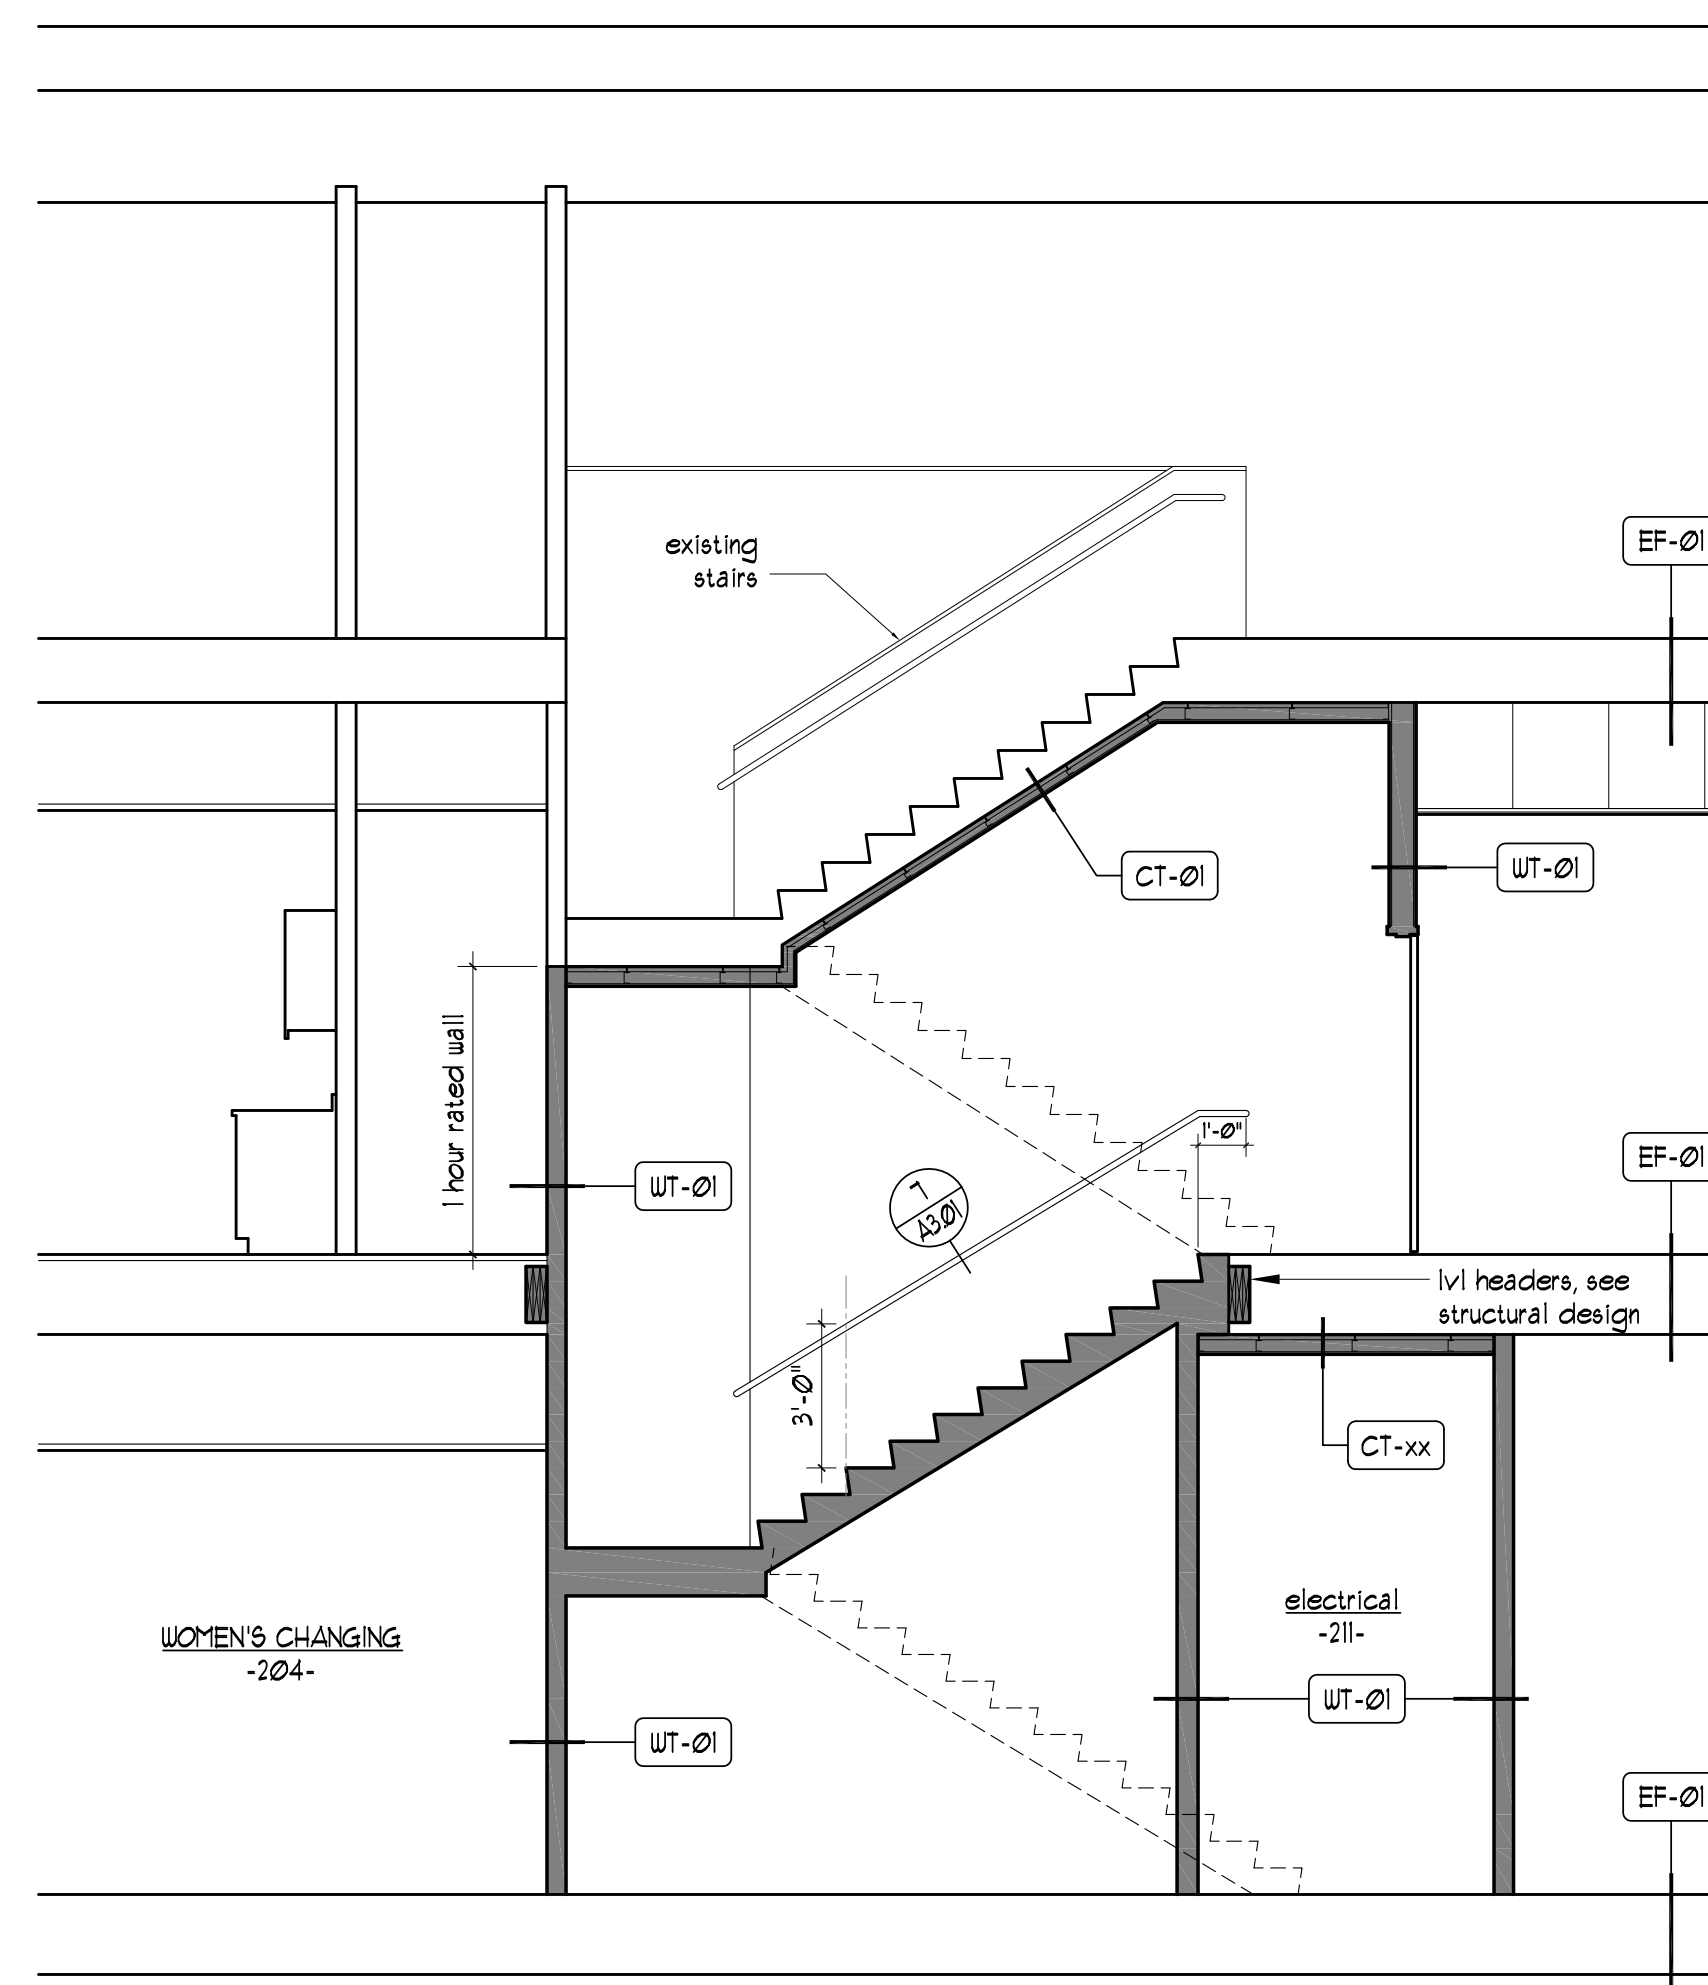 EF-Ø1
existing
stairs
CT-Ø1
WT-Ø1
1 hour rated wall
1'-Ø"
EF-Ø1
WT-Ø1
7
A3.Ø1
lvl headers, see
structural design
3'-Ø"
CT-xx
electrical
-211-
WOMEN'S CHANGING
-2Ø4-
WT-Ø1
WT-Ø1
EF-Ø1